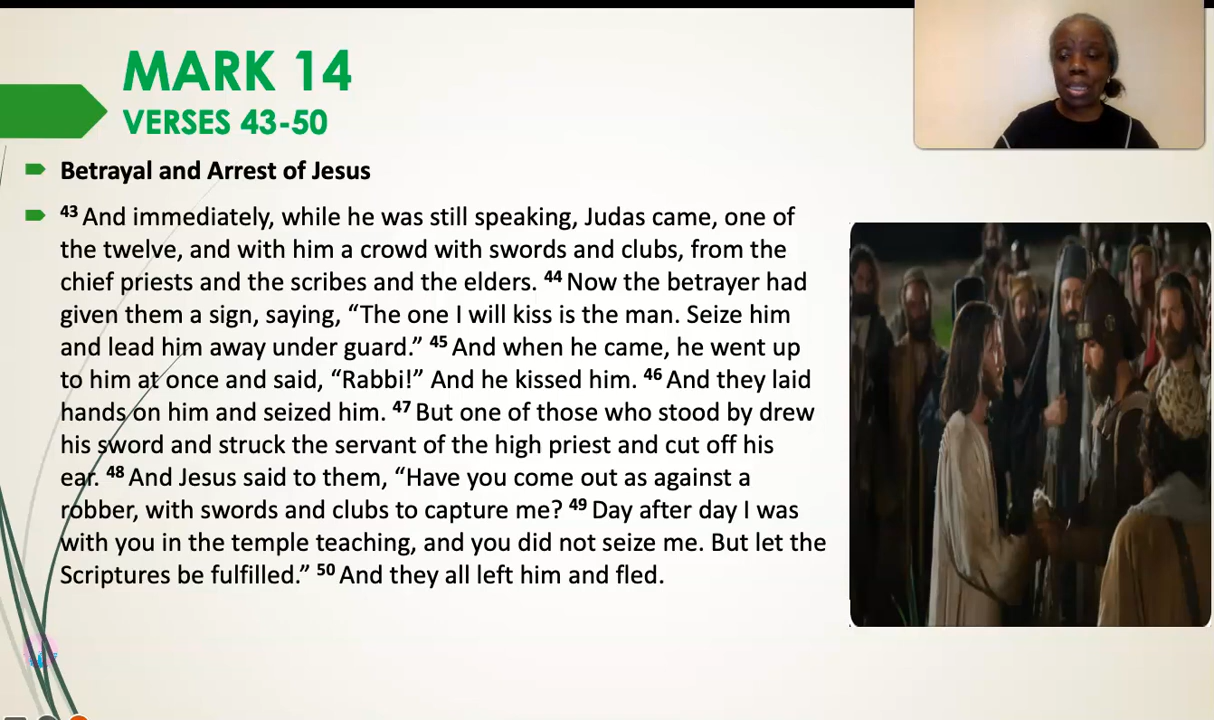 MARK 14
VERSES 43-50
Betrayal and Arrest of Jesus
43 And immediately, while he was still speaking, Judas came, one of
the twelve, and with him a crowd with swords and clubs, from the
chief priests and the scribes and the elders. 44 Now the betrayer had
given them a sign, saying, “The one I will kiss is the man. Seize him
and lead him away under guard.” 45 And when he came, he went up
to him at once and said, “Rabbi!” And he kissed him. 46 And they laid
hands on him and seized him. 47 But one of those who stood by drew
his sword and struck the servant of the high priest and cut off his
ear. 48 And Jesus said to them, “Have you come out as against a
robber, with swords and clubs to capture me? 49 Day after day I was
with you in the temple teaching, and you did not seize me. But let the
Scriptures be fulfilled.” 50 And they all left him and fled.